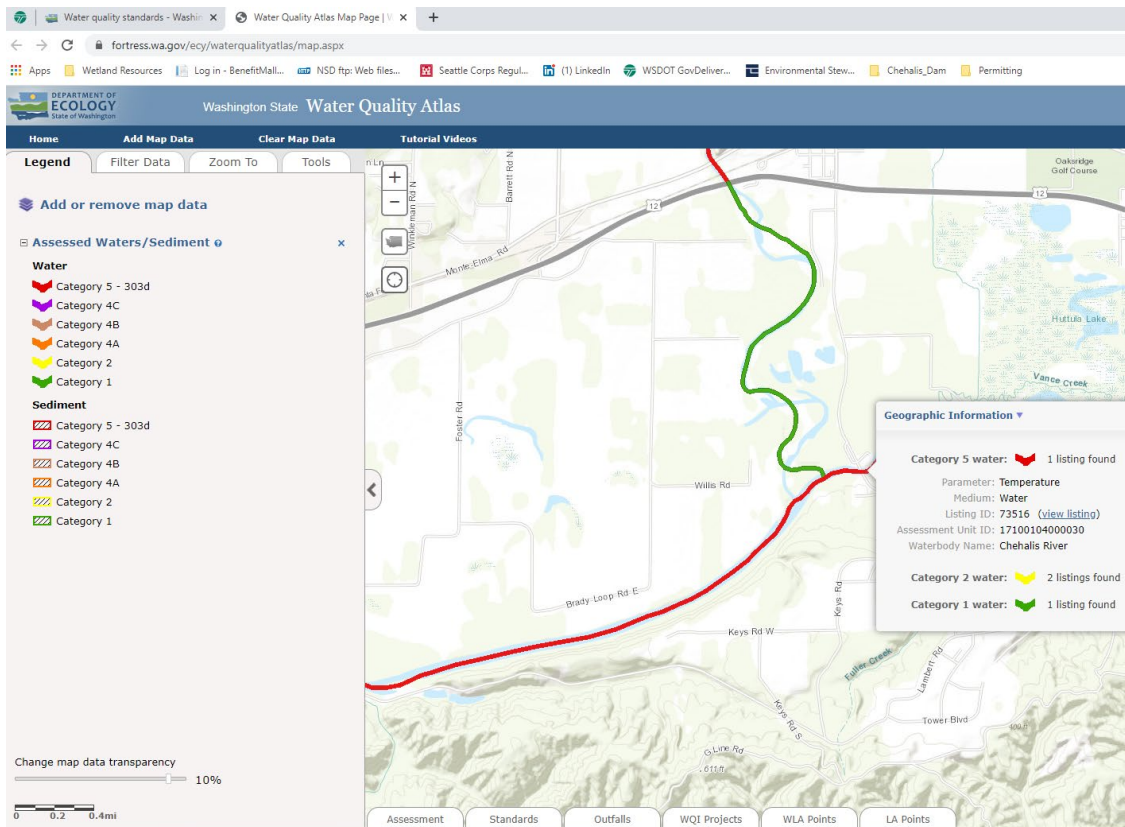 Water quality standards - Washin
Water Quality Atlas Map Page | W
fortress.wa.gov/ecy/waterqualityatlas/map.aspx
Apps
Wetland Resources
Log in - BenefitMall...
NSD ftp: Web files...
Seattle Corps Regul...
(1) LinkedIn
WSDOT GovDeliver...
Environmental Stew...
Chehalis_Dam
Permitting
DEPARTMENT OF
ECOLOGY
State of Washington
Washington State Water Quality Atlas
Home Add Map Data Clear Map Data Tutorial Videos
Legend Filter Data Zoom To Tools
Add or remove map data
Assessed Waters/Sediment
Water
Category 5 - 303d
Category 4C
Category 4B
Category 4A
Category 2
Category 1
Sediment
Category 5 - 303d
Category 4C
Category 4B
Category 4A
Category 2
Category 1
Change map data transparency
10%
0 0.2 0.4mi
+
−
Winkleman Rd N
Barrett Rd N
Monte-Elma Rd
12
12
Oaksridge
Golf Course
Huttula Lake
Vance Creek
Foster Rd
Willis Rd
Brady-Loop Rd E
Keys Rd
Keys Rd W
Fuller Creek
Lambert Rd
Keys Rd S
Tower Blvd
G Line Rd
611 ft
Geographic Information
Category 5 water: 1 listing found
Parameter: Temperature
Medium: Water
Listing ID: 73516 (view listing)
Assessment Unit ID: 17100104000030
Waterbody Name: Chehalis River
Category 2 water: 2 listings found
Category 1 water: 1 listing found
Assessment Standards Outfalls WQI Projects WLA Points LA Points